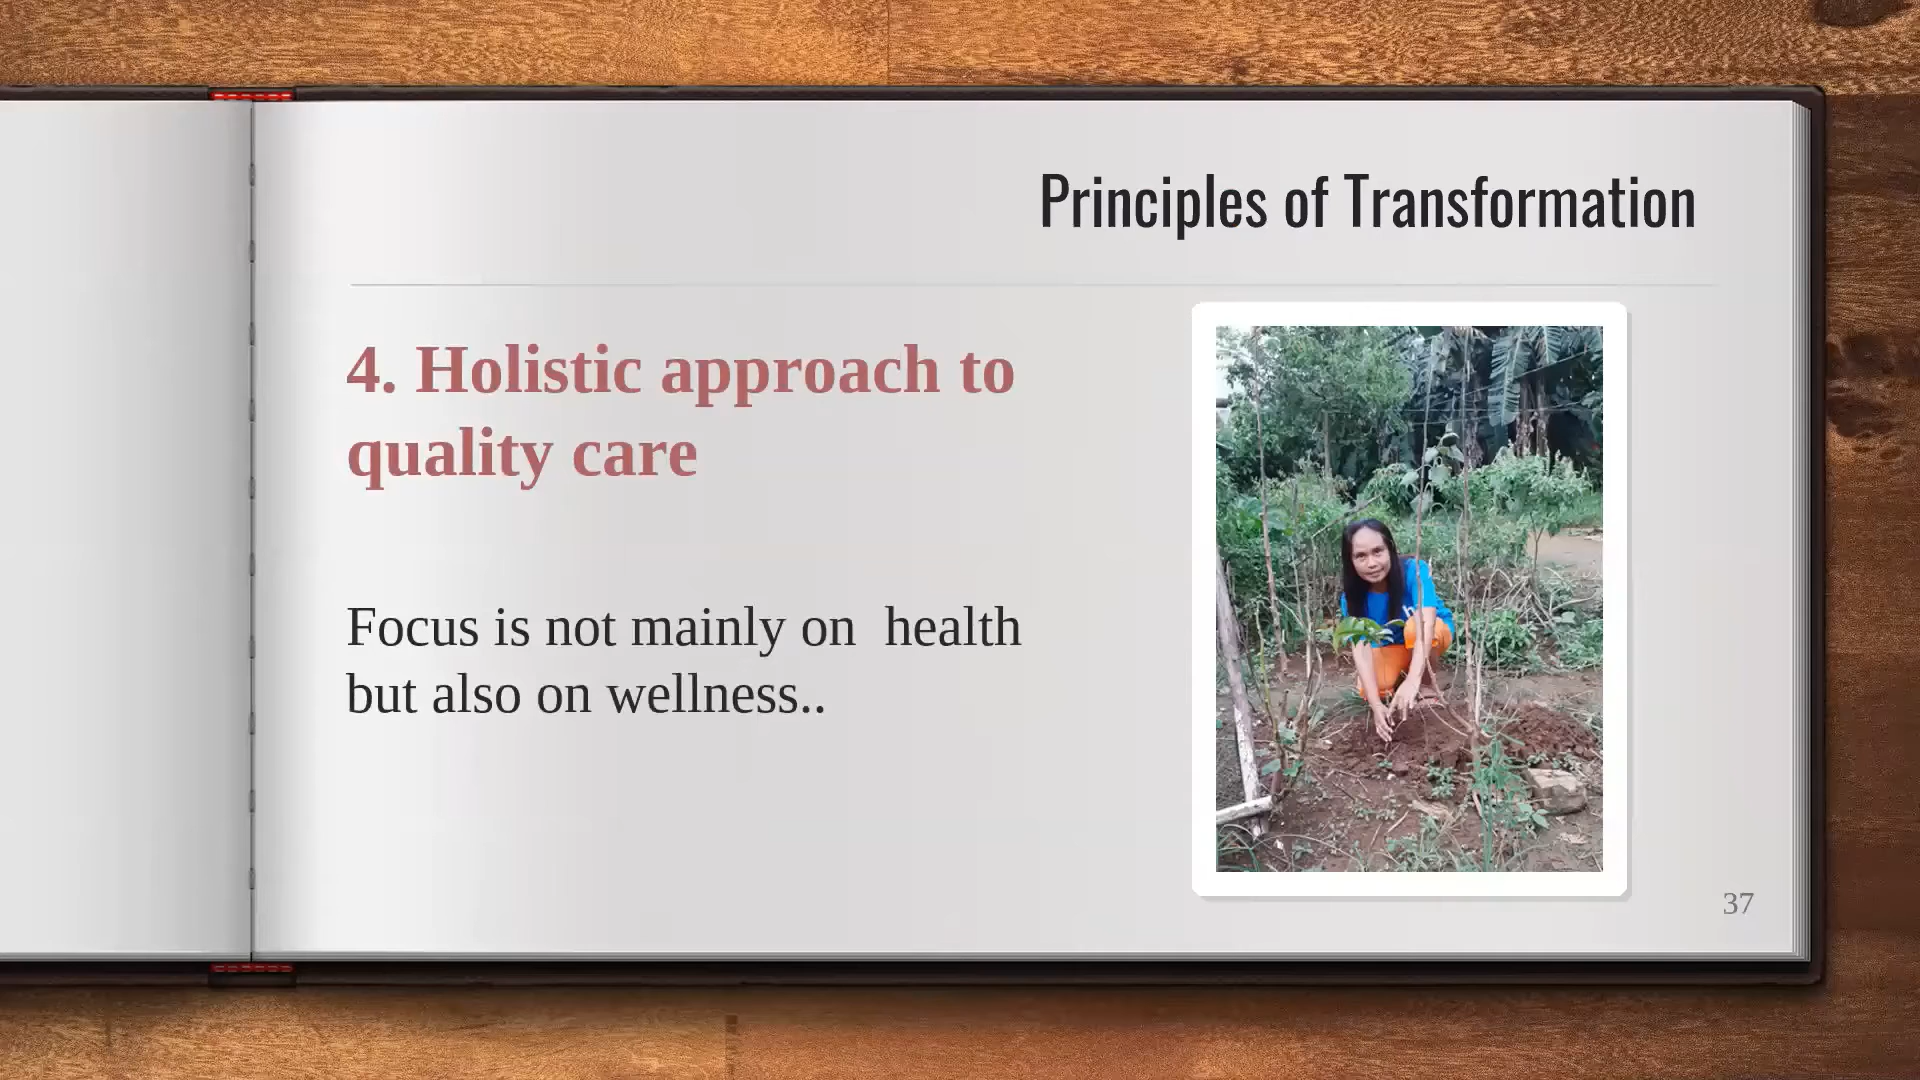 Principles of Transformation
4. Holistic approach to
quality care
Focus is not mainly on  health
but also on wellness..
37